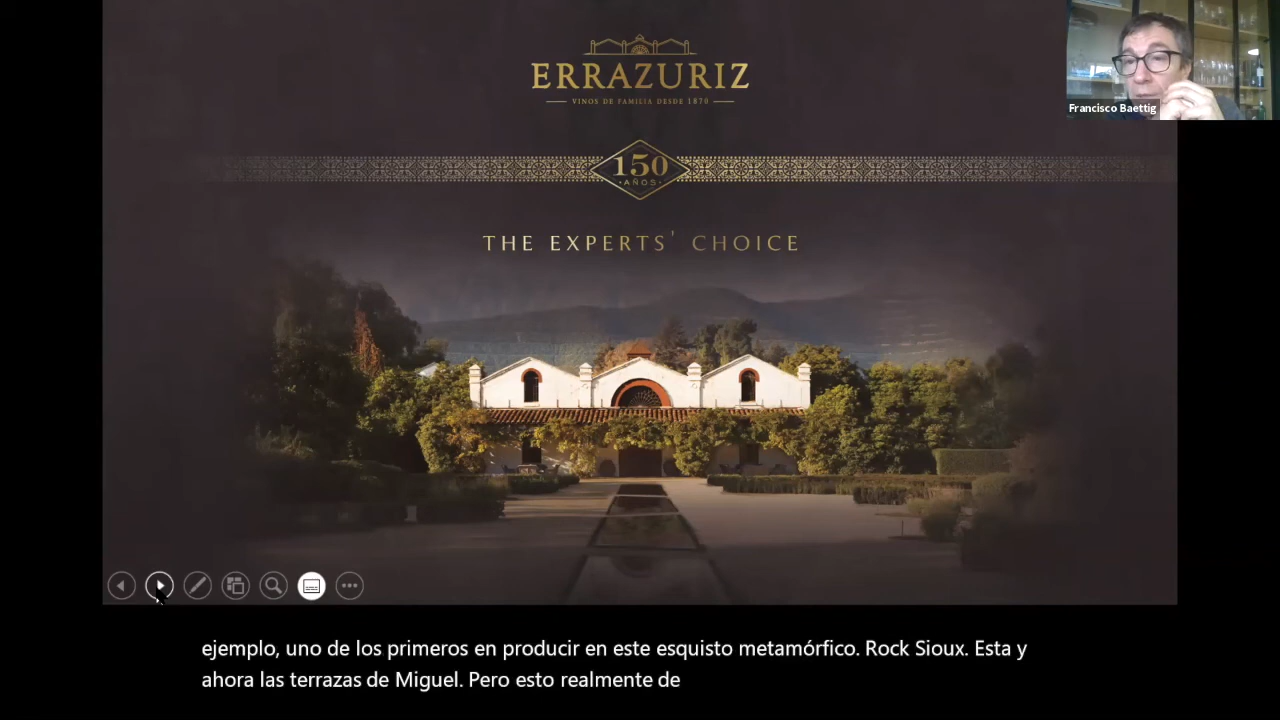 ERRAZURIZ
VINOS DE FAMILIA DESDE 1870
150
AÑOS
THE EXPERTS' CHOICE
Francisco Baettig
ejemplo, uno de los primeros en producir en este esquisto metamórfico. Rock Sioux. Esta y
ahora las terrazas de Miguel. Pero esto realmente de